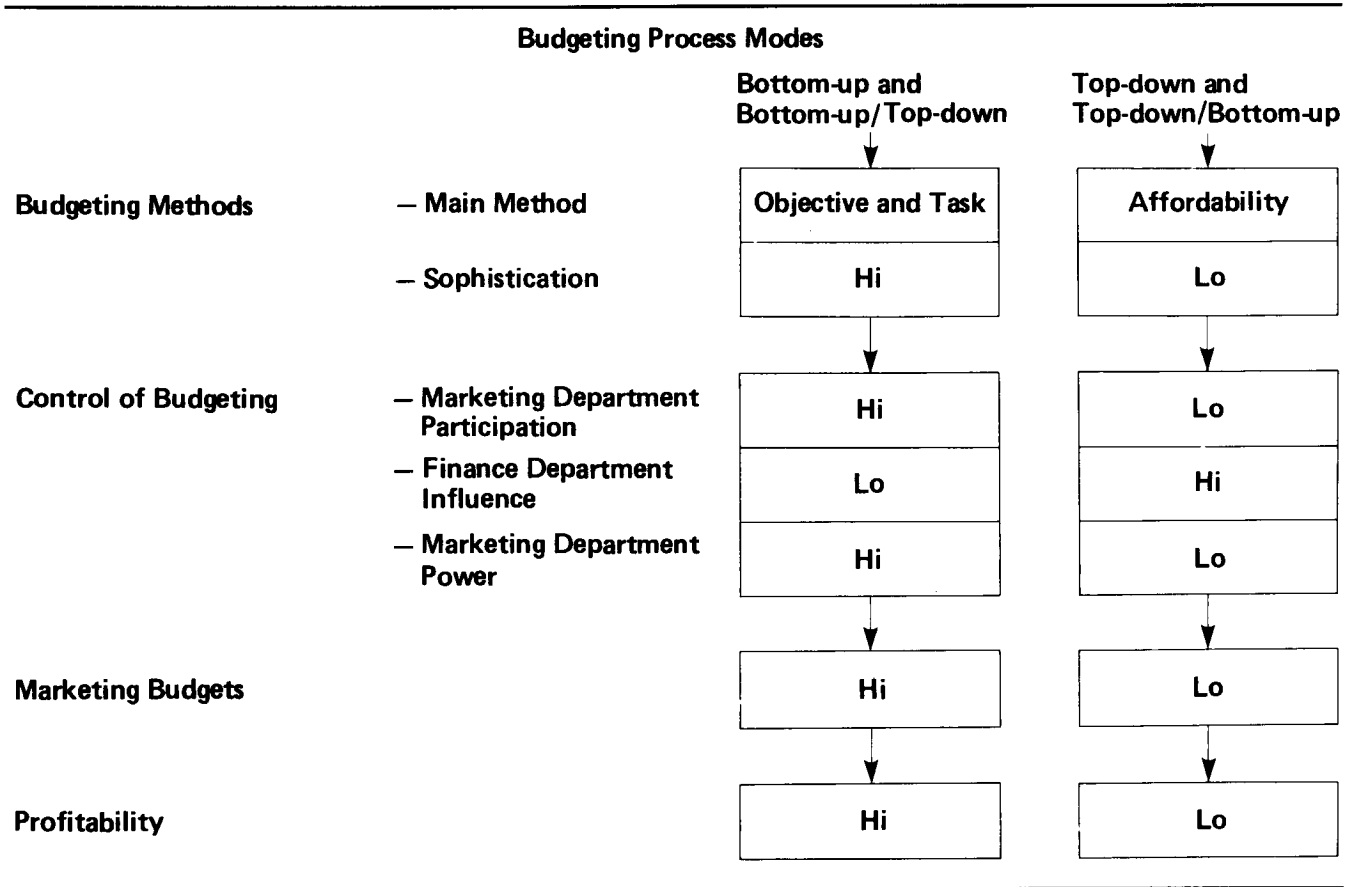 Budgeting Process Modes
Bottom-up and
Bottom-up/Top-down
Top-down and
Top-down/Bottom-up
Budgeting Methods
– Main Method
Objective and Task
Affordability
– Sophistication
Hi
Lo
Control of Budgeting
– Marketing Department
Participation
Hi
Lo
– Finance Department
Influence
Lo
Hi
– Marketing Department
Power
Hi
Lo
Marketing Budgets
Hi
Lo
Profitability
Hi
Lo